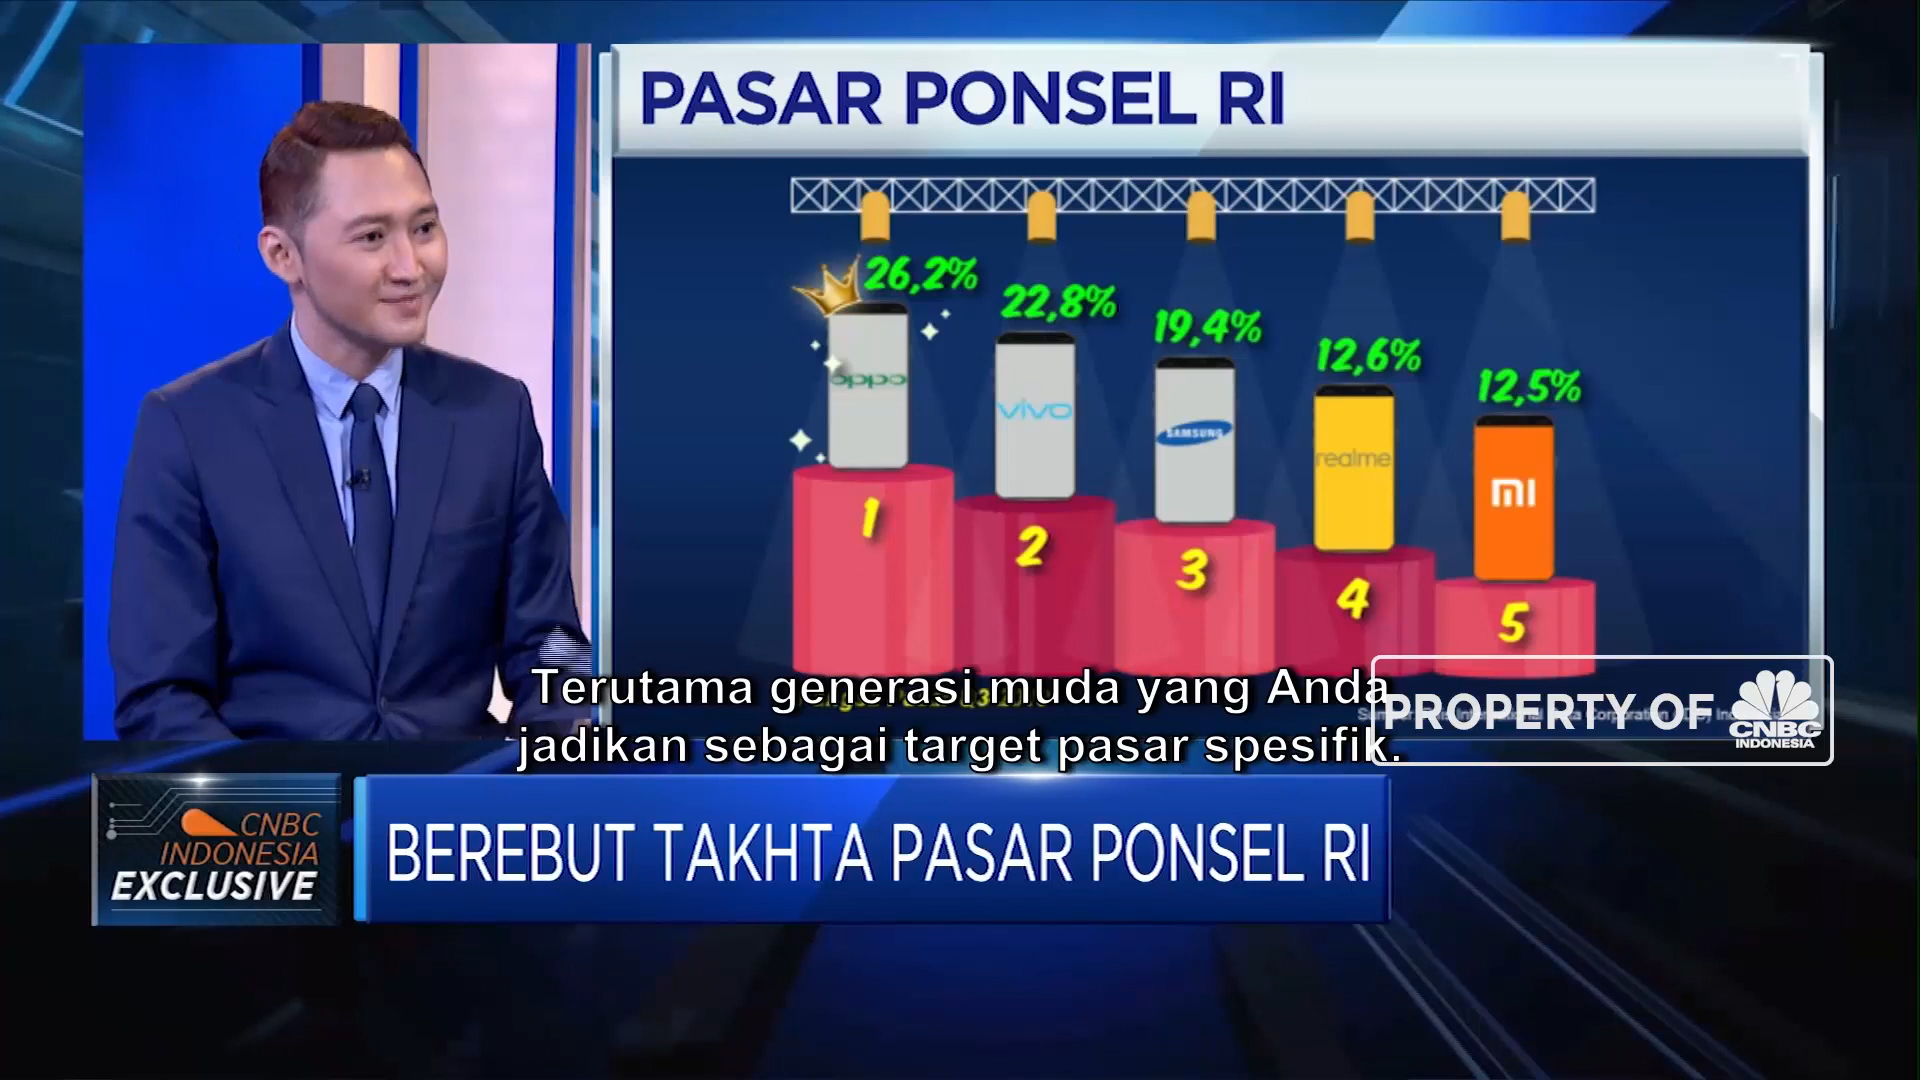 PASAR PONSEL RI
26,2%
22,8%
19,4%
12,6%
12,5%
oppo
vivo
SAMSUNG
realme
MI
1
2
3
4
5
Terutama generasi muda yang Anda
jadikan sebagai target pasar spesifik.
PROPERTY OF
CNBC
INDONESIA
CNBC
INDONESIA
EXCLUSIVE
BEREBUT TAKHTA PASAR PONSEL RI